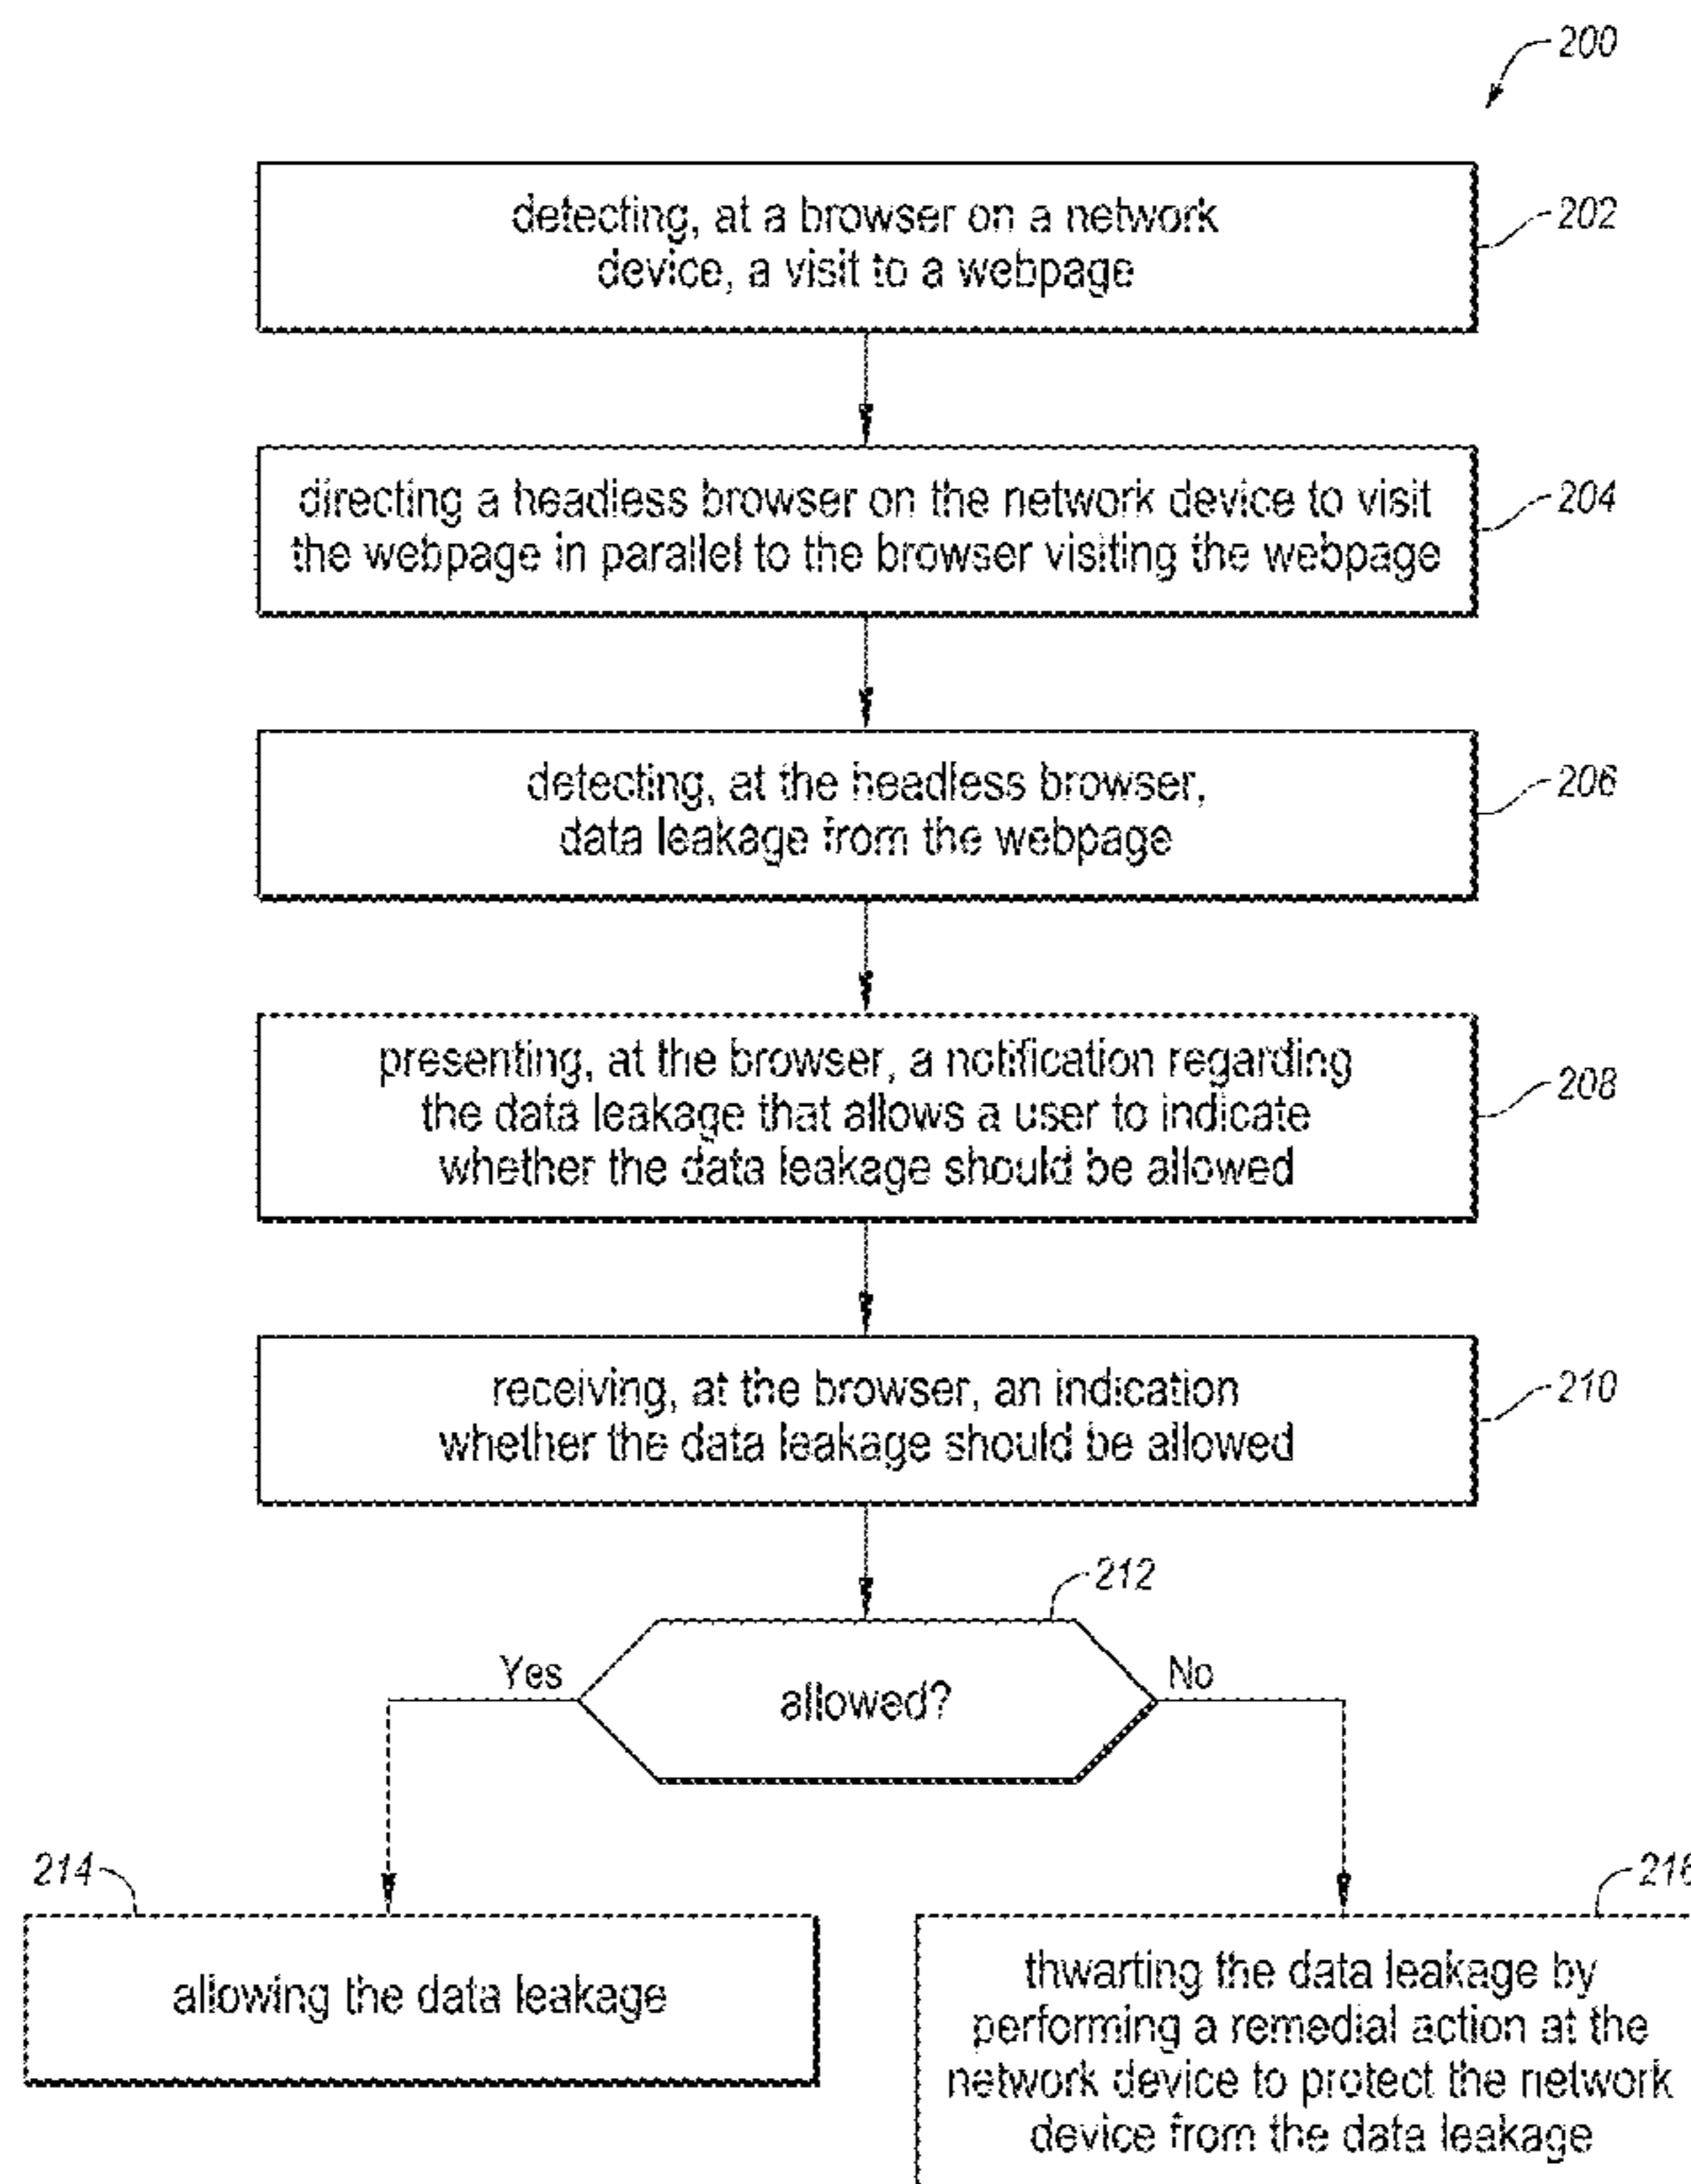 200
detecting, at a browser on a network
device, a visit to a webpage
202
directing a headless browser on the network device to visit
the webpage in parallel to the browser visiting the webpage
204
detecting, at the headless browser,
data leakage from the webpage
206
presenting, at the browser, a notification regarding
the data leakage that allows a user to indicate
whether the data leakage should be allowed
208
receiving, at the browser, an indication
whether the data leakage should be allowed
210
212
allowed?
Yes
No
214
allowing the data leakage
216
thwarting the data leakage by
performing a remedial action at the
network device to protect the network
device from the data leakage